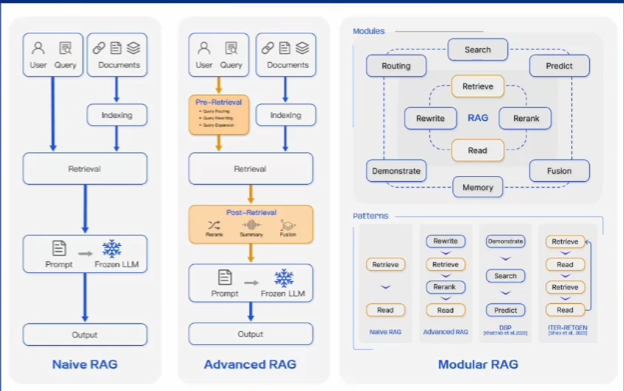 User Query Documents
Indexing
Retrieval
Prompt Frozen LLM
Output
Naive RAG
User Query Documents
Pre-Retrieval
Query Routing
Query Rewriting
Query Expansion
Indexing
Retrieval
Post-Retrieval
Rerank Summary Fusion
Prompt Frozen LLM
Output
Advanced RAG
Modules
Search
Routing
Predict
Retrieve
Rewrite
RAG
Rerank
Read
Demonstrate
Fusion
Memory
Patterns
Retrieve
Read
Naive RAG
Rewrite
Retrieve
Rerank
Read
Advanced RAG
Demonstrate
Search
Predict
DSP
Retrieve
Read
Retrieve
Read
ITER-RETGEN
Modular RAG